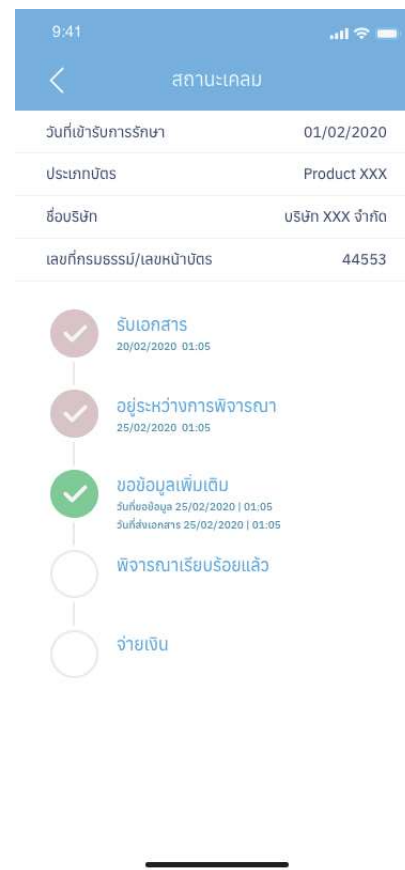 9:41
สถานะเคลม
วันที่เข้ารับการรักษา 01/02/2020
ประเภทบัตร Product XXX
ชื่อบริษัท บริษัท XXX จำกัด
เลขที่กรมธรรม์/เลขหน้าบัตร 44553
รับเอกสาร
20/02/2020 01:05
อยู่ระหว่างการพิจารณา
25/02/2020 01:05
ขอข้อมูลเพิ่มเติม
วันที่ขอข้อมูล 25/02/2020 | 01:05
วันที่ส่งเอกสาร 25/02/2020 | 01:05
พิจารณาเรียบร้อยแล้ว
จ่ายเงิน